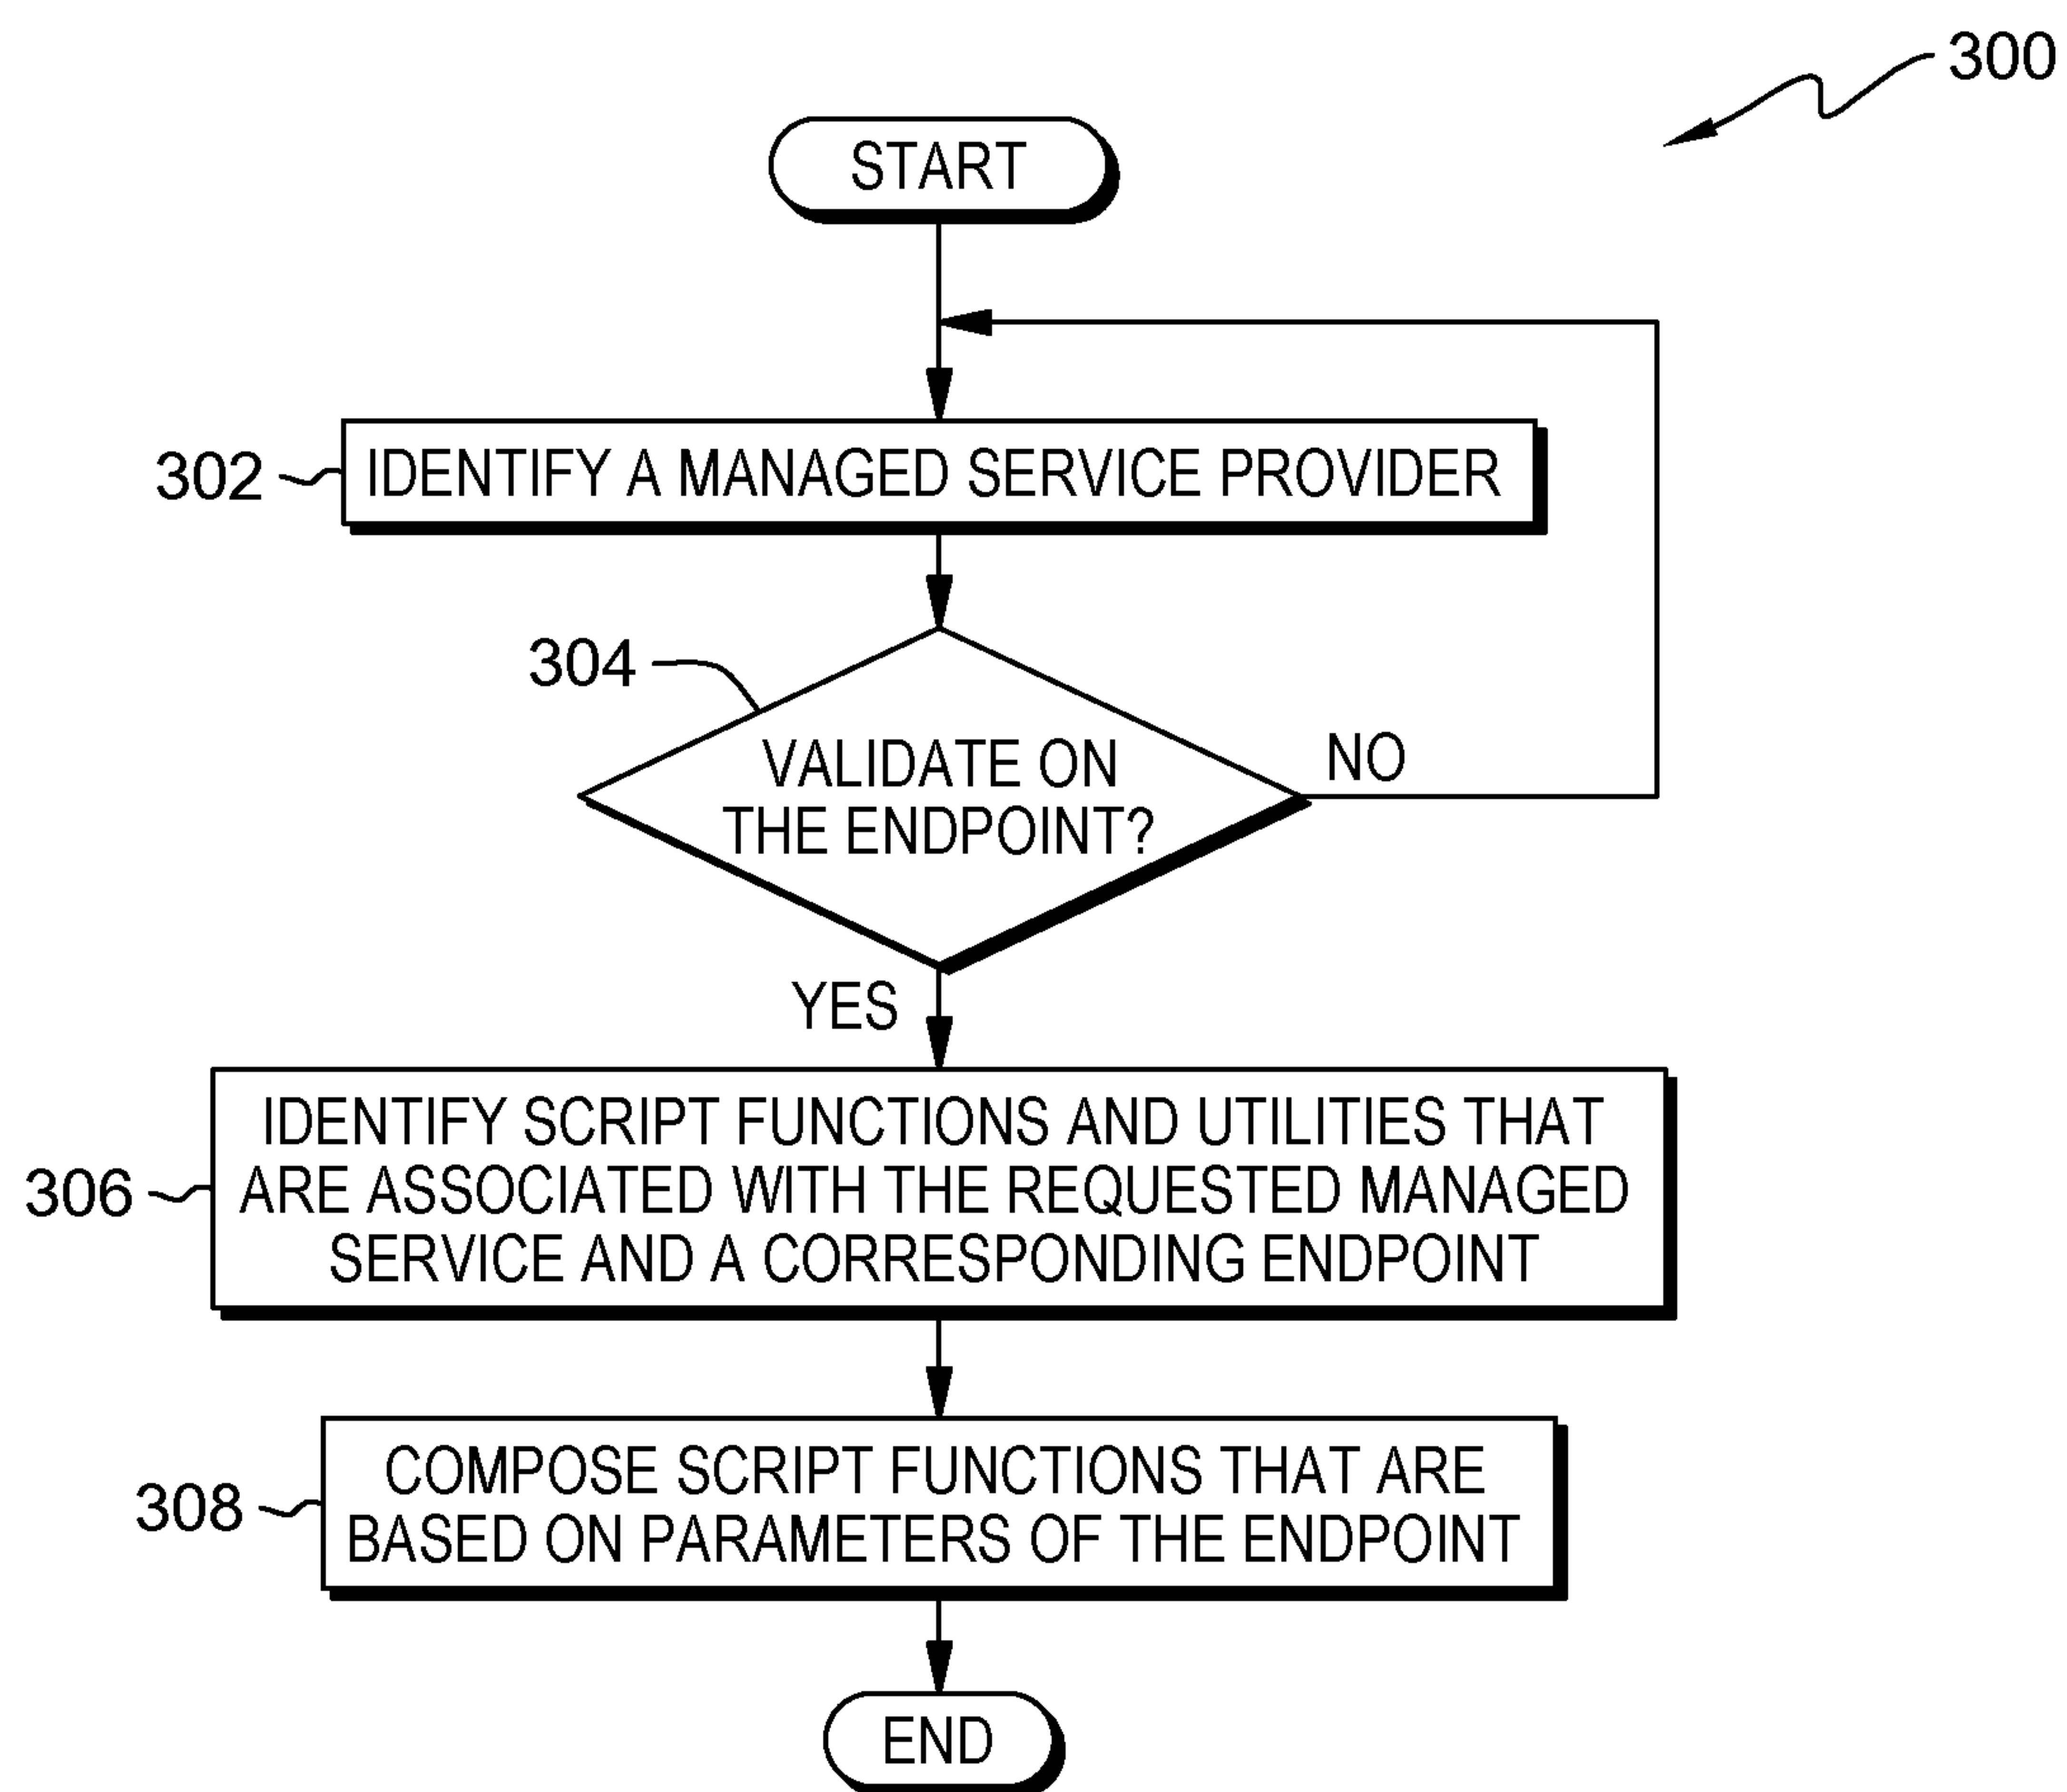 300
START
302
IDENTIFY A MANAGED SERVICE PROVIDER
304
VALIDATE ON
THE ENDPOINT?
NO
YES
306
IDENTIFY SCRIPT FUNCTIONS AND UTILITIES THAT
ARE ASSOCIATED WITH THE REQUESTED MANAGED
SERVICE AND A CORRESPONDING ENDPOINT
308
COMPOSE SCRIPT FUNCTIONS THAT ARE
BASED ON PARAMETERS OF THE ENDPOINT
END